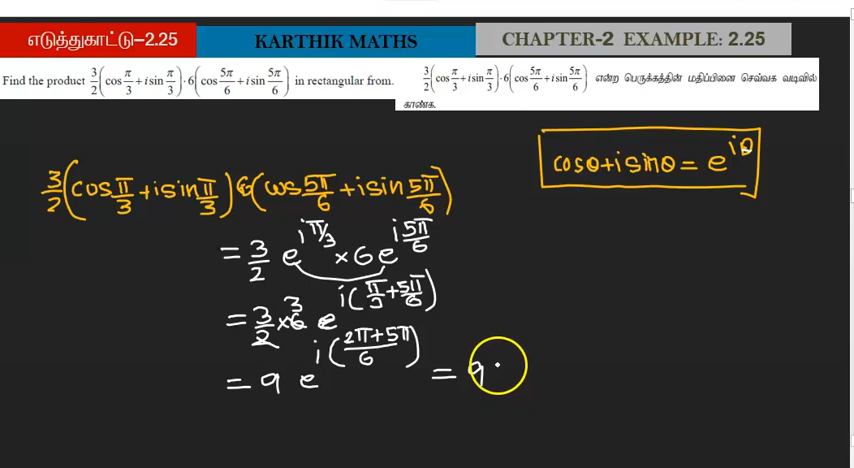 எடுத்துகாட்டு-2.25 KARTHIK MATHS CHAPTER-2 EXAMPLE: 2.25
Find the product 3/2(cos π/3 + i sin π/3)·6(cos 5π/6 + i sin 5π/6) in rectangular from.
3/2(cos π/3 + i sin π/3)·6(cos 5π/6 + i sin 5π/6) என்ற பெருக்கத்தின் மதிப்பினை செவ்வக வடிவில்
காண்க.
cosθ+isinθ = e^{iθ}
3/2(cos π/3 + i sin π/3) 6(cos 5π/6 + i sin 5π/6)
= 3/2 e^{iπ/3} × 6 e^{i5π/6}
= 3/2 × 6 3 e^{i(π/3+5π/6)}
= 9 e^{i((2π+5π)/6)} = 9